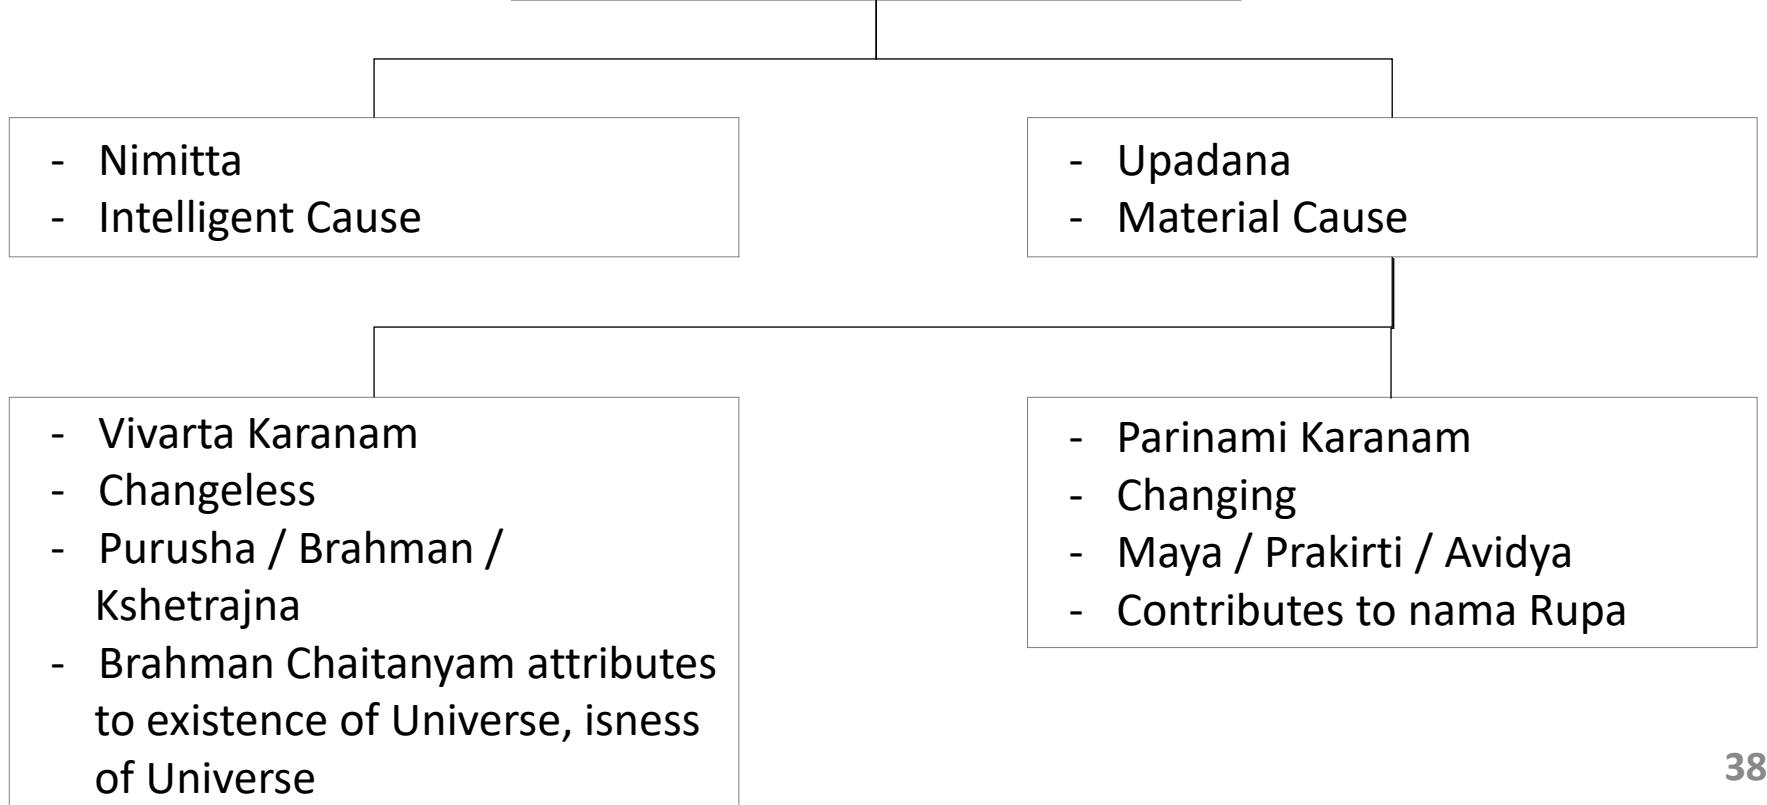 - Nimitta
- Intelligent Cause
- Upadana
- Material Cause
- Vivarta Karanam
- Changeless
- Purusha / Brahman /
Kshetrajna
- Brahman Chaitanyam attributes
to existence of Universe, isness
of Universe
- Parinami Karanam
- Changing
- Maya / Prakirti / Avidya
- Contributes to nama Rupa
38